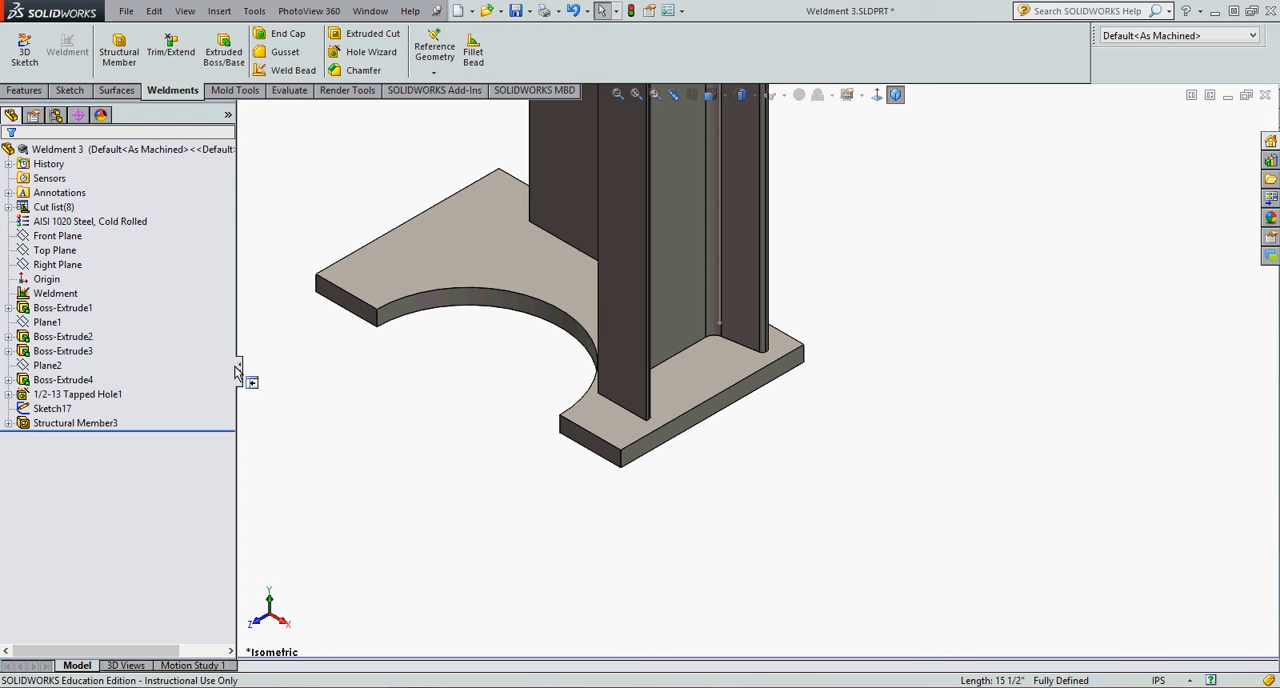 SOLIDWORKS File Edit View Insert Tools PhotoView 360 Window Help Weldment 3.SLDPRT * Search SOLIDWORKS Help
3D Sketch Weldment Structural Member Trim/Extend Extruded Boss/Base End Cap Gusset Weld Bead Extruded Cut Hole Wizard Chamfer Reference Geometry Fillet Bead Default<As Machined>
Features Sketch Surfaces Weldments Mold Tools Evaluate Render Tools SOLIDWORKS Add-Ins SOLIDWORKS MBD
Weldment 3 (Default<As Machined><<Default>
History
Sensors
Annotations
Cut list(8)
AISI 1020 Steel, Cold Rolled
Front Plane
Top Plane
Right Plane
Origin
Weldment
Boss-Extrude1
Plane1
Boss-Extrude2
Boss-Extrude3
Plane2
Boss-Extrude4
1/2-13 Tapped Hole1
Sketch17
Structural Member3
Y
Z X
*Isometric
Model 3D Views Motion Study 1
SOLIDWORKS Education Edition - Instructional Use Only Length: 15 1/2" Fully Defined IPS